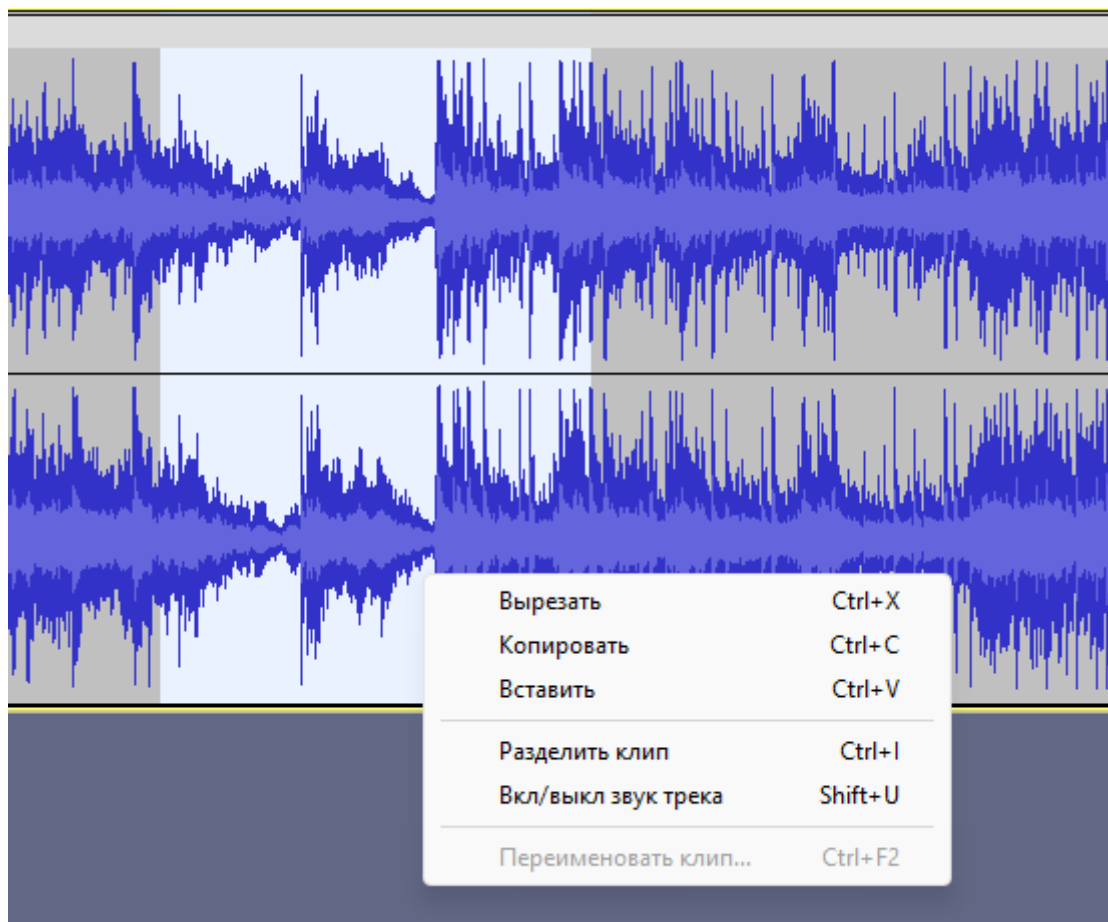 Вырезать Ctrl+X
Копировать Ctrl+C
Вставить Ctrl+V
Разделить клип Ctrl+I
Вкл/выкл звук трека Shift+U
Переименовать клип... Ctrl+F2